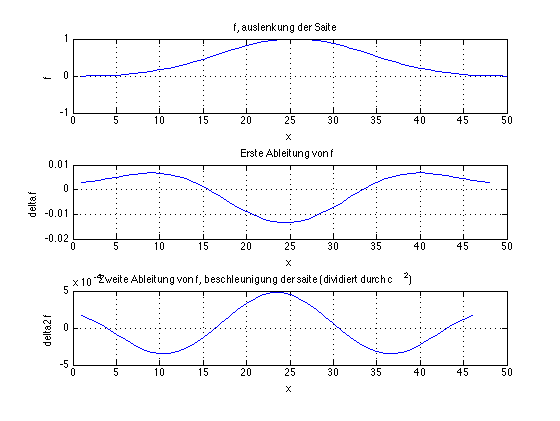 f, auslenkung der Saite
1
0
-1
f
0 5 10 15 20 25 30 35 40 45 50
x
Erste Ableitung von f
0.01
0
-0.01
-0.02
delta f
0 5 10 15 20 25 30 35 40 45 50
x
x 10
Zweite Ableitung von f, beschleunigung der saite (dividiert durch c 2)
5
0
-5
delta2 f
0 5 10 15 20 25 30 35 40 45 50
x